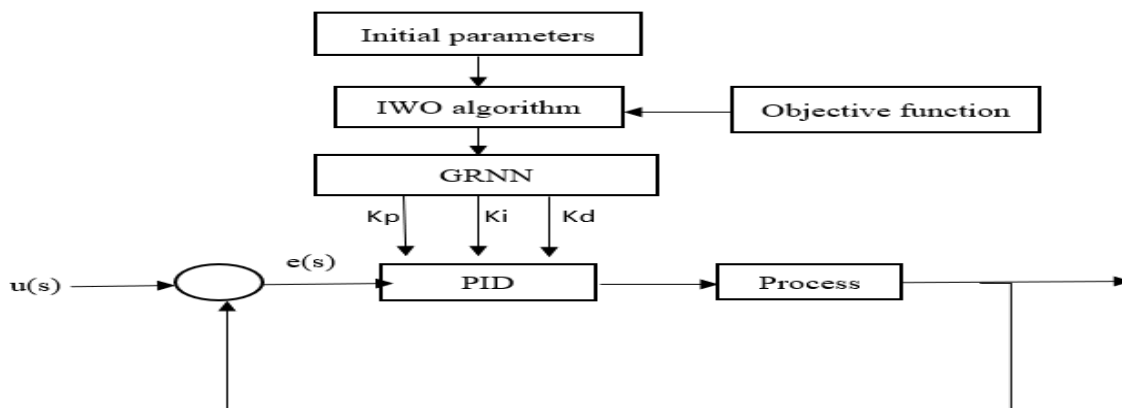 Initial parameters
IWO algorithm
Objective function
GRNN
Kp
Ki
Kd
u(s)
e(s)
PID
Process